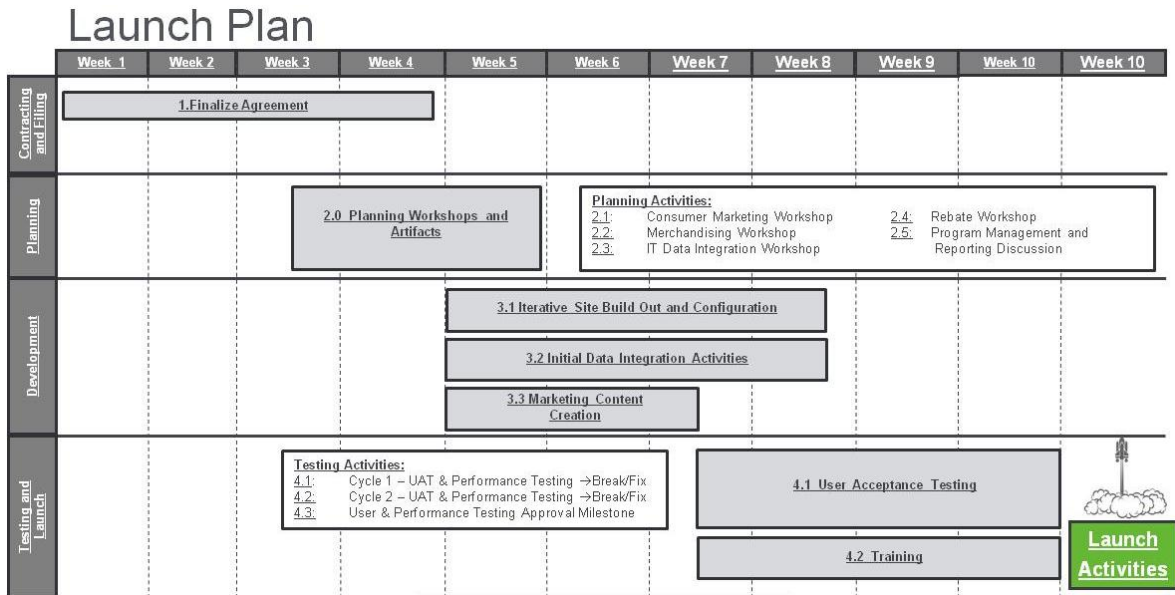 Launch Plan
Week 1 Week 2 Week 3 Week 4 Week 5 Week 6 Week 7 Week 8 Week 9 Week 10 Week 10
Contracting
and Filing
1.Finalize Agreement
Planning
2.0 Planning Workshops and
Artifacts
Planning Activities:
2.1: Consumer Marketing Workshop
2.2: Merchandising Workshop
2.3: IT Data Integration Workshop
2.4: Rebate Workshop
2.5: Program Management and
Reporting Discussion
Development
3.1 Iterative Site Build Out and Configuration
3.2 Initial Data Integration Activities
3.3 Marketing Content
Creation
Testing and
Launch
Testing Activities:
4.1: Cycle 1 – UAT & Performance Testing →Break/Fix
4.2: Cycle 2 – UAT & Performance Testing →Break/Fix
4.3: User & Performance Testing Approval Milestone
4.1 User Acceptance Testing
4.2 Training
Launch
Activities